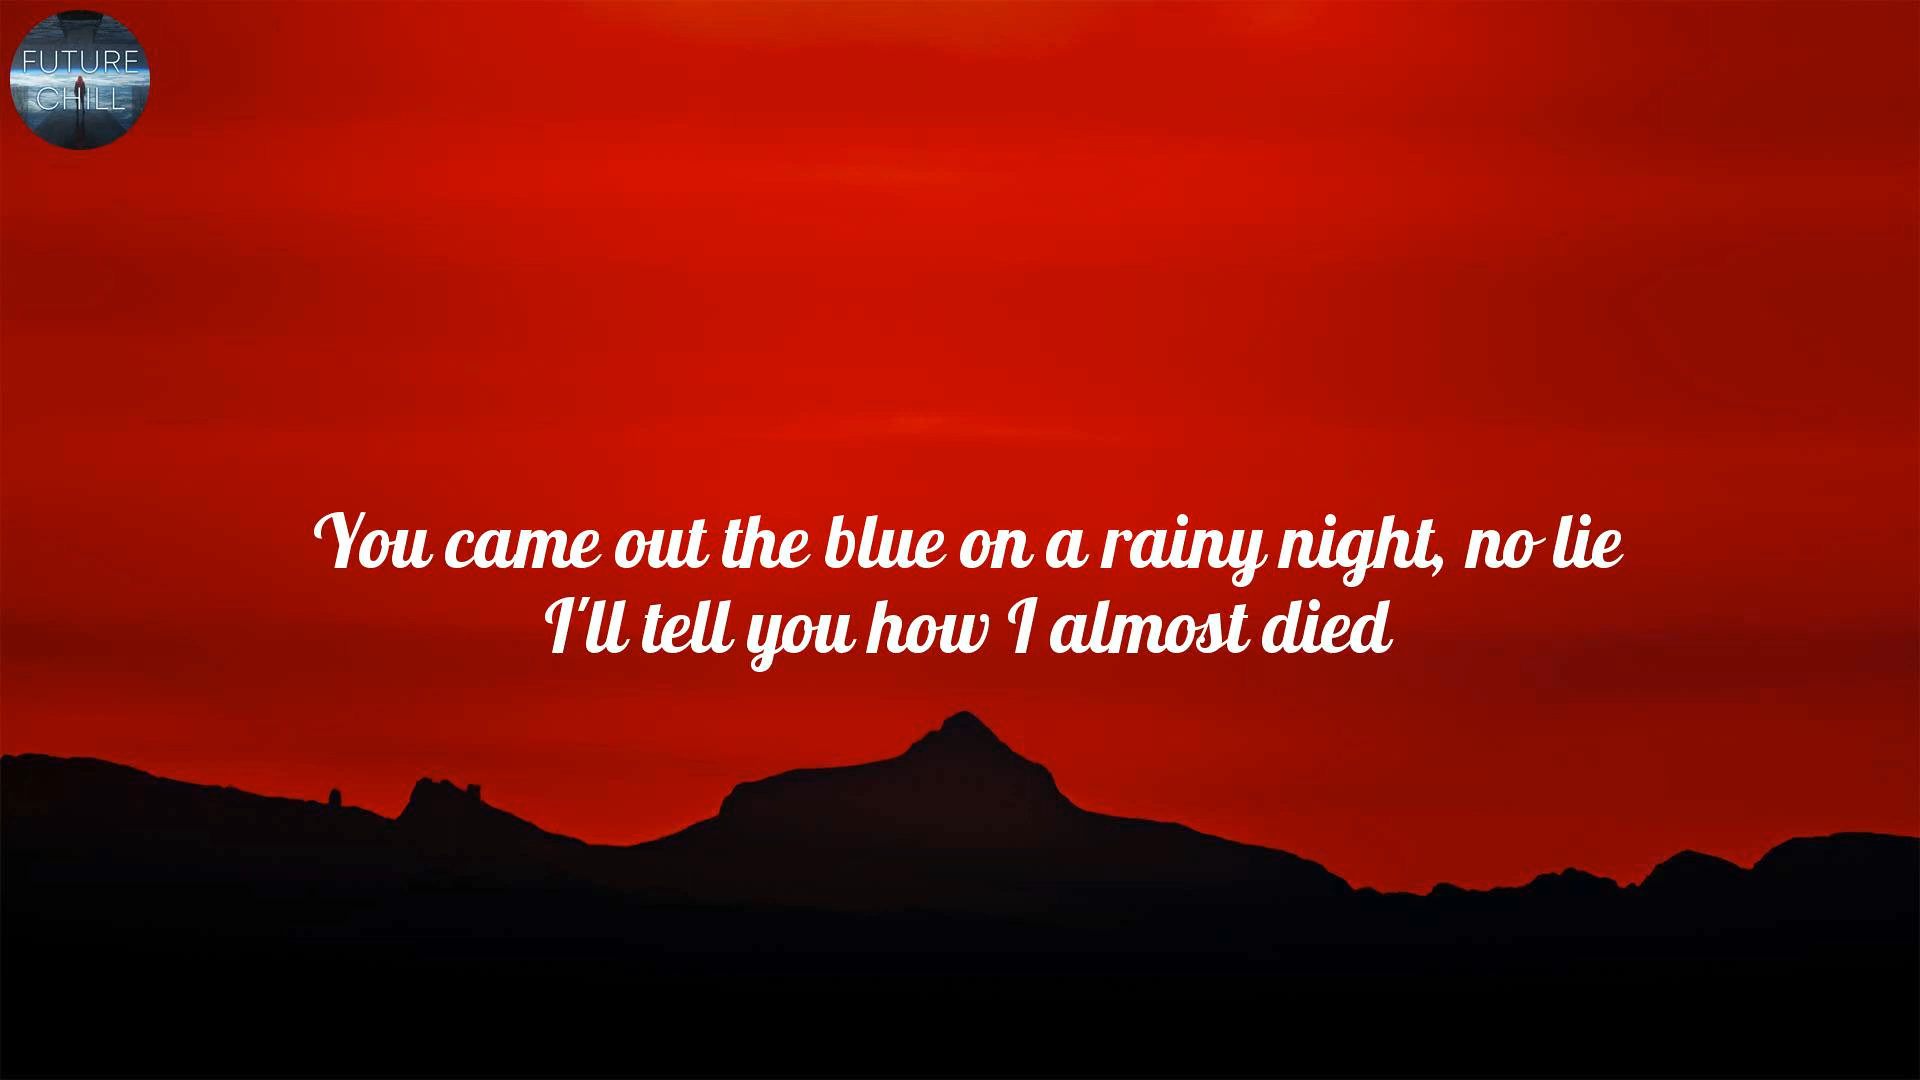 FUTURE
CHILL
You came out the blue on a rainy night, no lie
I'll tell you how I almost died